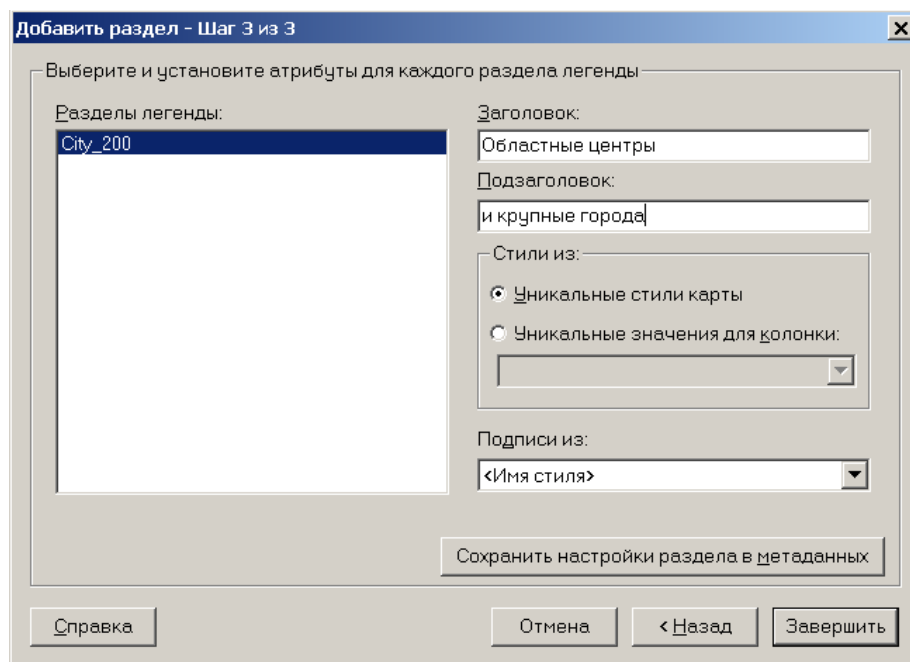 Добавить раздел - Шаг 3 из 3
Выберите и установите атрибуты для каждого раздела легенды
Разделы легенды:
City_200
Заголовок:
Областные центры
Подзаголовок:
и крупные города
Стили из:
Уникальные стили карты
Уникальные значения для колонки:
Подписи из:
<Имя стиля>
Сохранить настройки раздела в метаданных
Справка
Отмена
< Назад
Завершить